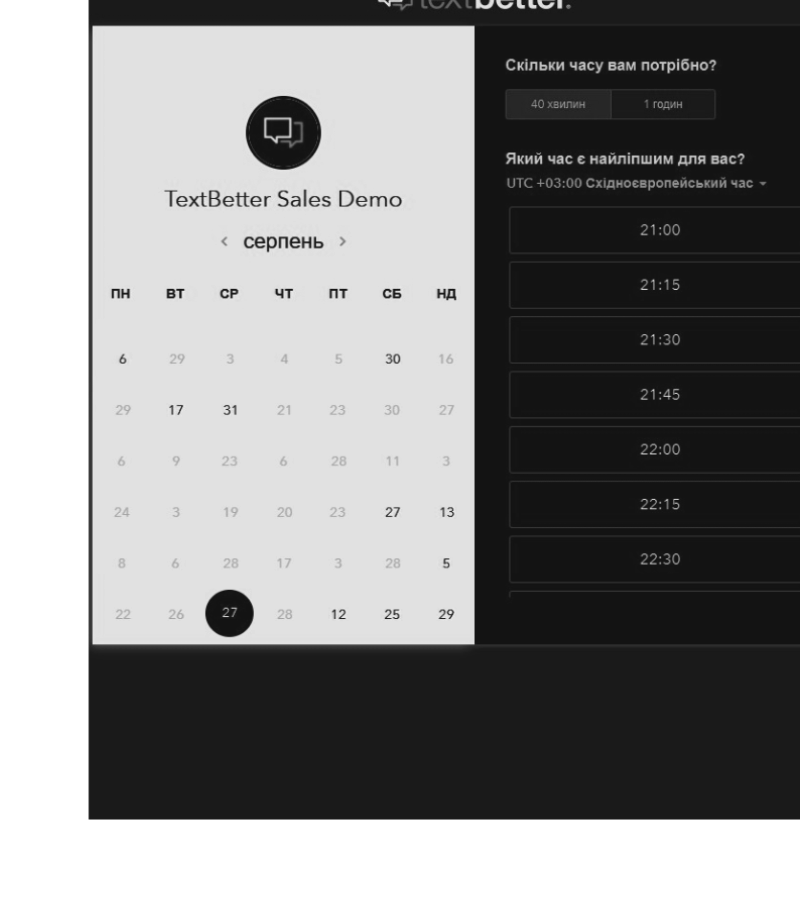 textbetter.
TextBetter Sales Demo
серпень
ПН ВТ СР ЧТ ПТ СБ НД
6 29 3 4 5 30 16
29 17 31 21 23 30 27
6 9 23 6 28 11 3
24 3 19 20 23 27 13
8 6 28 17 3 28 5
22 26 27 28 12 25 29
Скільки часу вам потрібно?
40 хвилин 1 годин
Який час є найліпшим для вас?
UTC +03:00 Східноєвропейський час
21:00
21:15
21:30
21:45
22:00
22:15
22:30